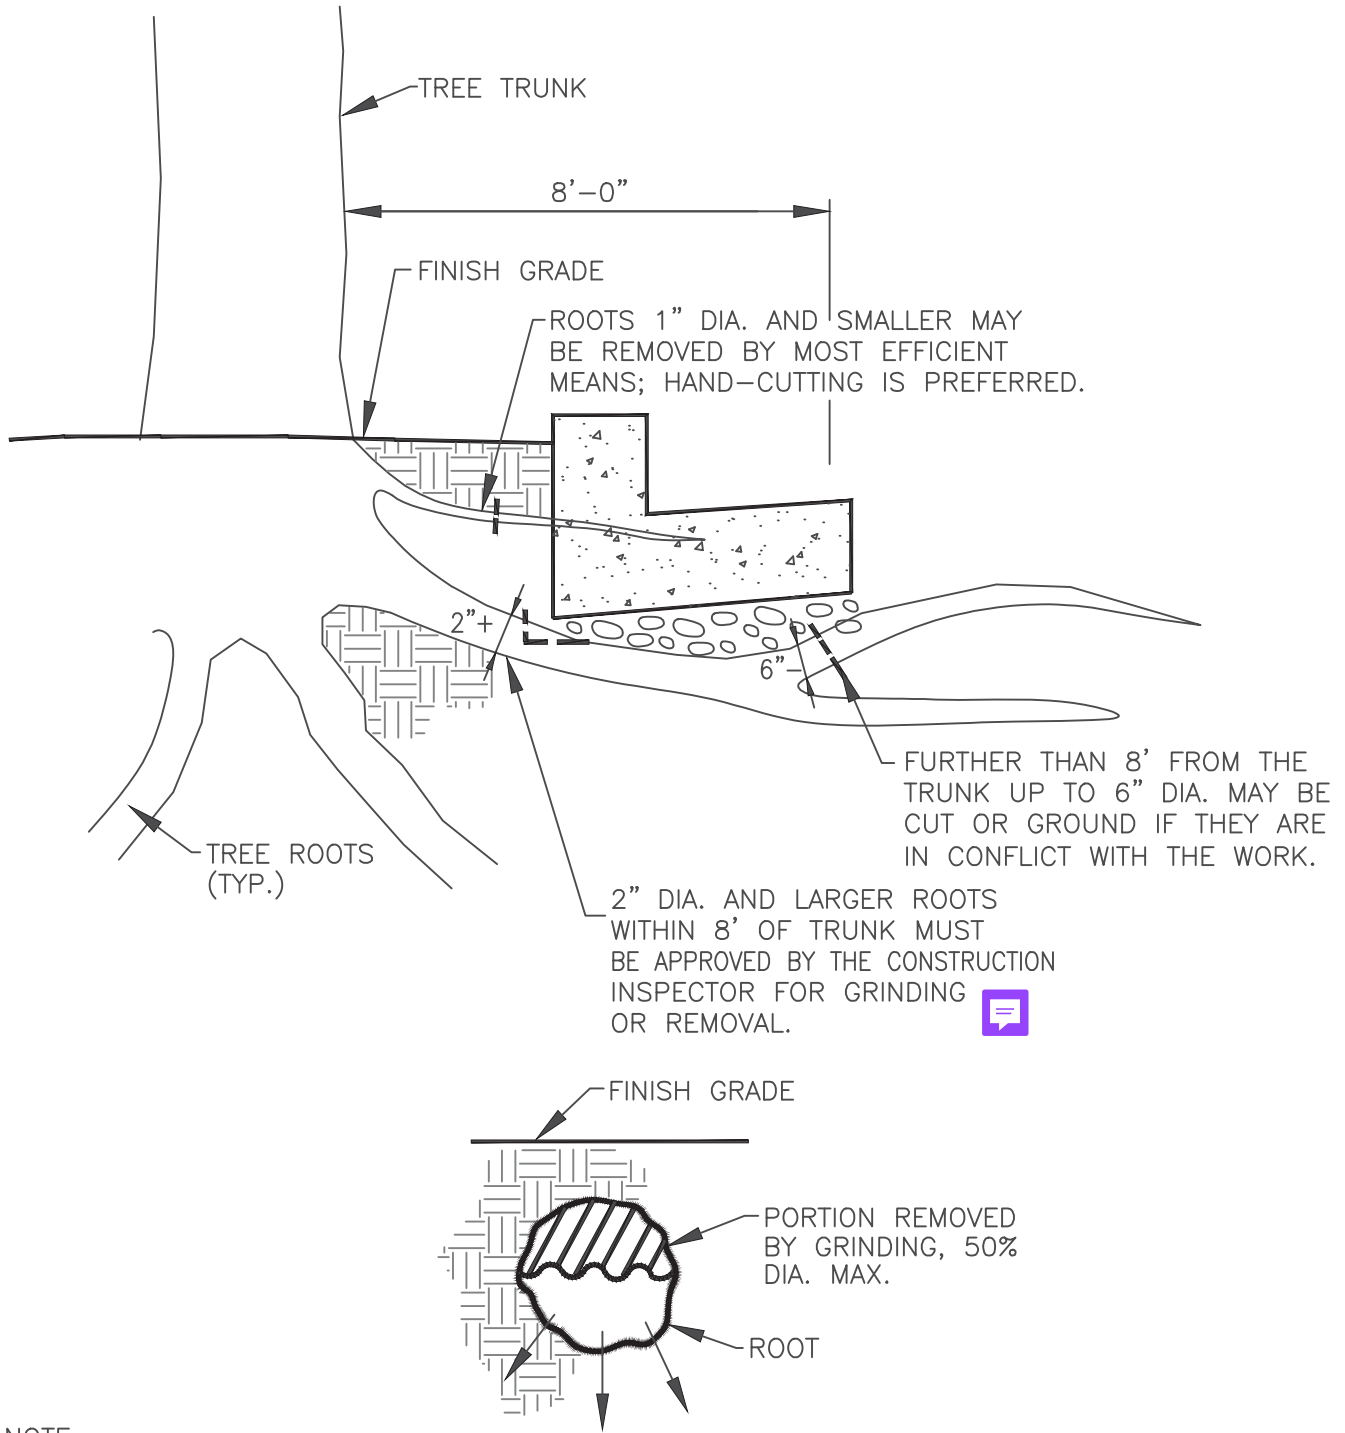 TREE TRUNK
8'-0"
FINISH GRADE
ROOTS 1" DIA. AND SMALLER MAY
BE REMOVED BY MOST EFFICIENT
MEANS; HAND-CUTTING IS PREFERRED.
2"+
6"-
FURTHER THAN 8' FROM THE
TRUNK UP TO 6" DIA. MAY BE
CUT OR GROUND IF THEY ARE
IN CONFLICT WITH THE WORK.
TREE ROOTS
(TYP.)
2" DIA. AND LARGER ROOTS
WITHIN 8' OF TRUNK MUST
BE APPROVED BY THE CONSTRUCTION
INSPECTOR FOR GRINDING
OR REMOVAL.
FINISH GRADE
PORTION REMOVED
BY GRINDING, 50%
DIA. MAX.
ROOT